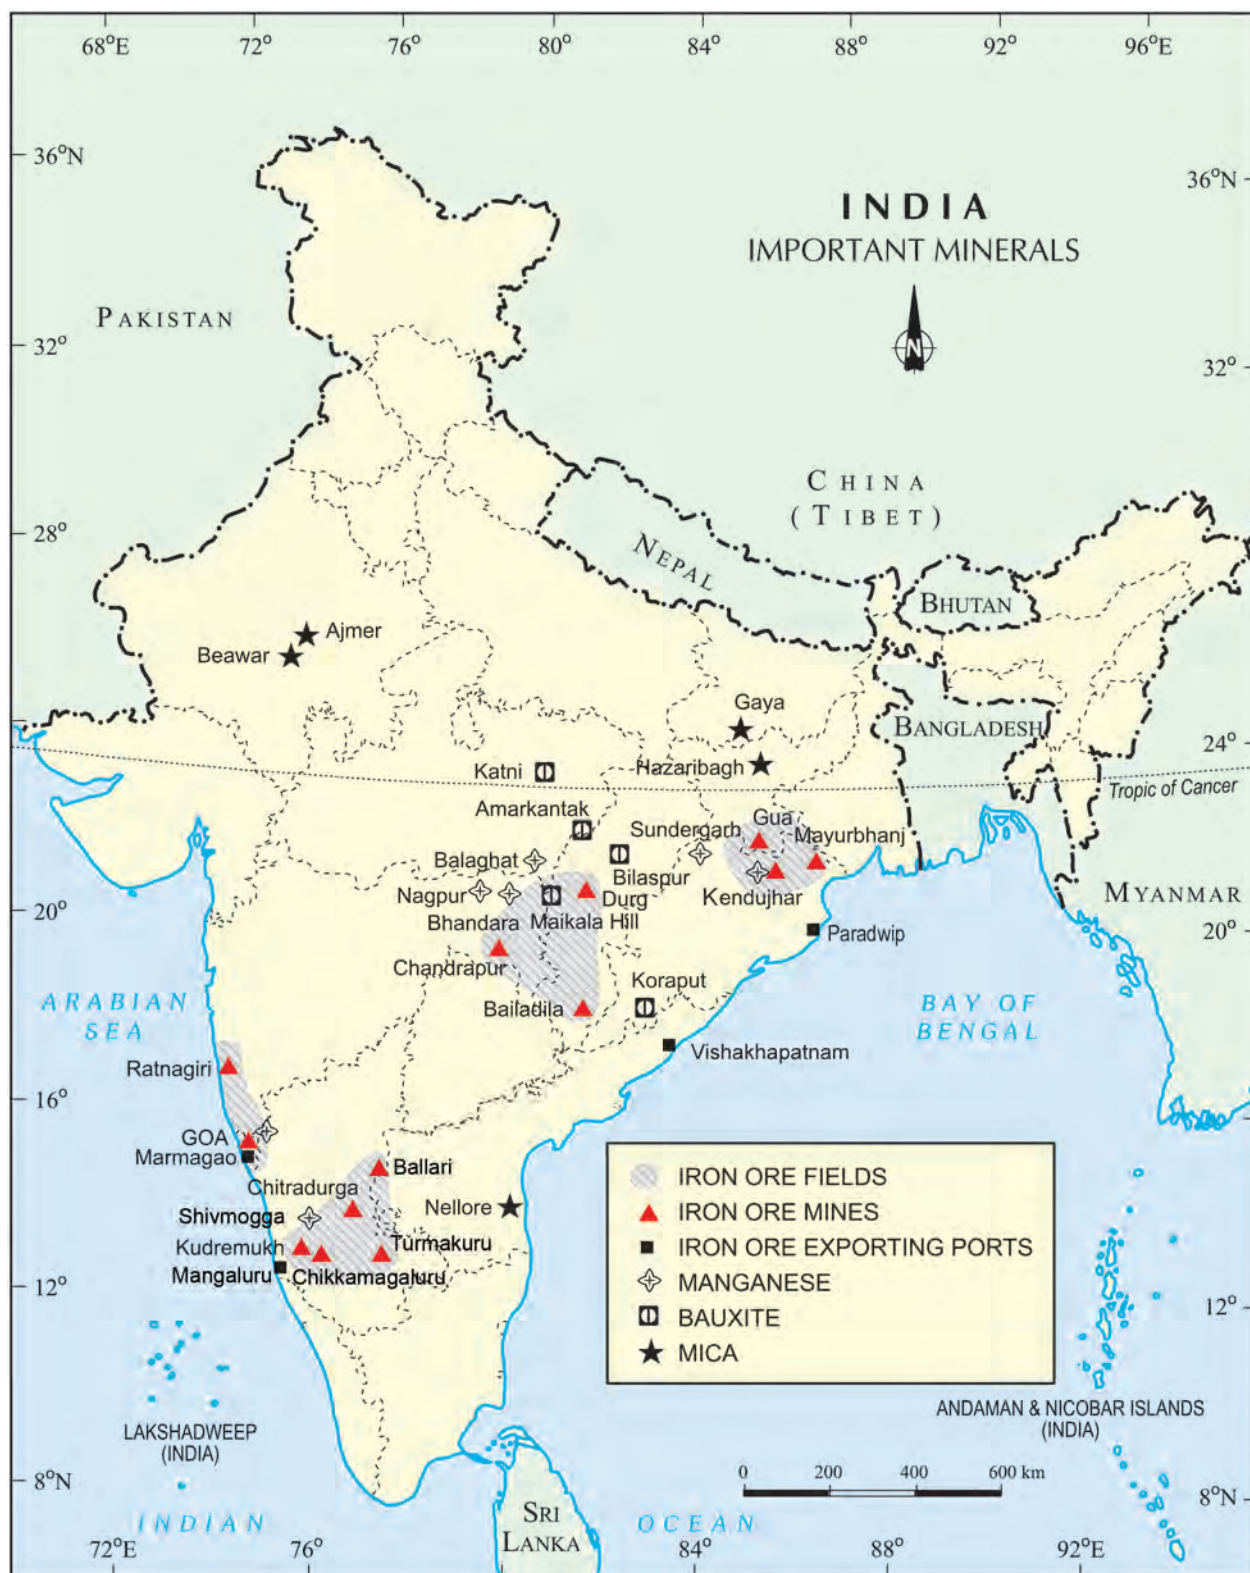 68°E
72°
76°
80°
84°
88°
92°
96°E
36°N
36°N
INDIA
IMPORTANT MINERALS
N
PAKISTAN
32°
32°
CHINA
(TIBET)
NEPAL
28°
28°
BHUTAN
Ajmer
Beawar
Gaya
BANGLADESH
24°
Katni
Hazaribagh
Tropic of Cancer
Amarkantak
Gua
Sundergarh
Mayurbhanj
Balaghat
Bilaspur
Nagpur
Durg
Kendujhar
MYANMAR
20°
20°
Bhandara
Maikala Hill
Paradwip
Chandrapur
Koraput
ARABIAN
SEA
BAY OF
BENGAL
Bailadila
Vishakhapatnam
Ratnagiri
16°
GOA
Marmagao
Ballari
Chitradurga
Nellore
Shivmogga
Kudremukh
Turmakuru
Mangaluru
Chikkamagaluru
12°
12°
IRON ORE FIELDS
IRON ORE MINES
IRON ORE EXPORTING PORTS
MANGANESE
BAUXITE
MICA
LAKSHADWEEP
(INDIA)
ANDAMAN & NICOBAR ISLANDS
(INDIA)
8°N
0 200 400 600 km
8°N
INDIAN
SRI
LANKA
OCEAN
72°E
76°
84°
88°
92°E